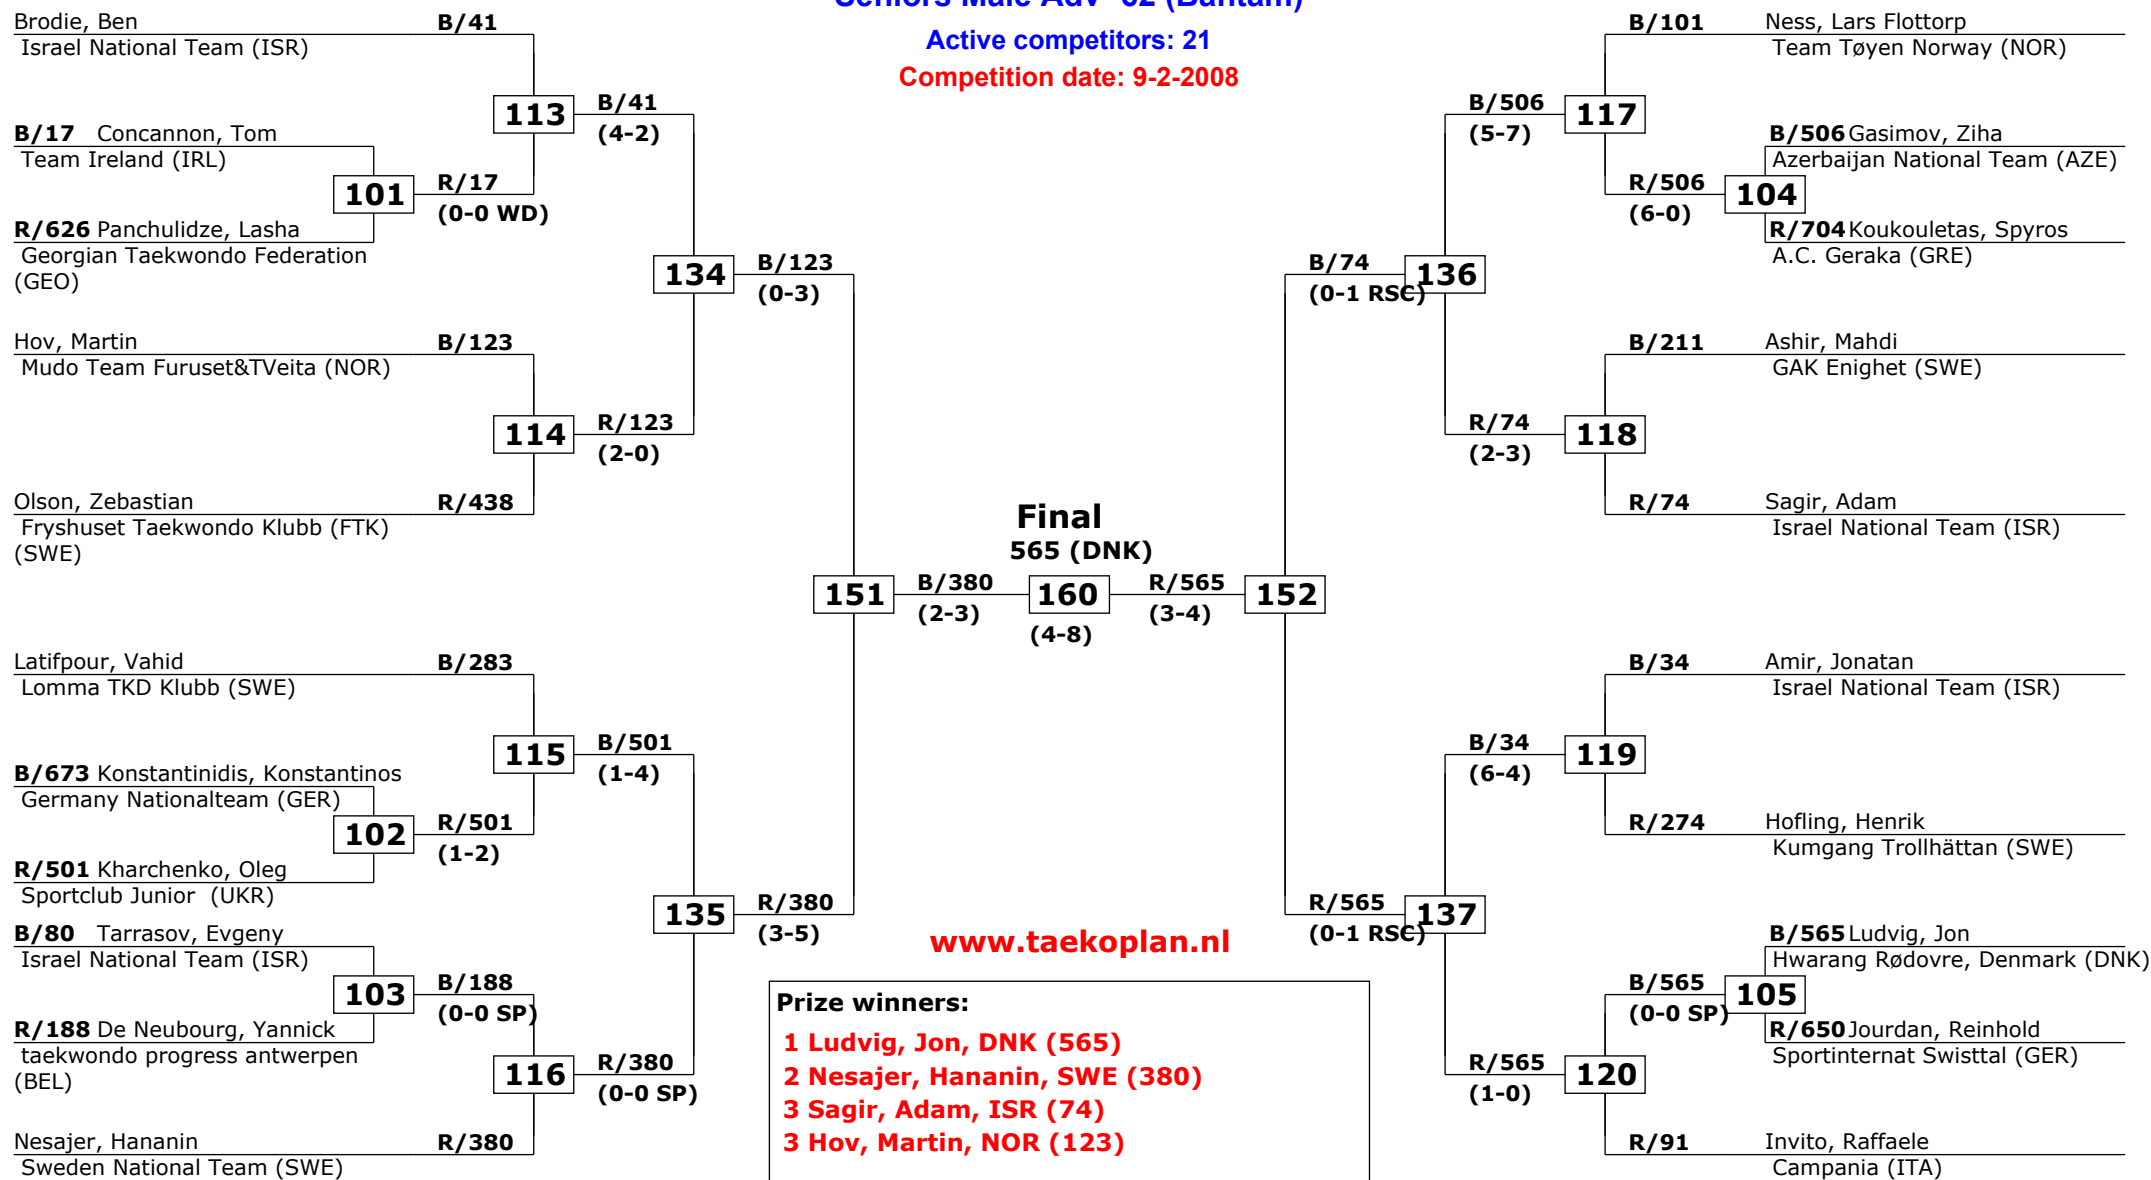 Seniors Male Adv -62 (Bantam)
Active competitors: 21
Competition date: 9-2-2008
Brodie, Ben
B/41
Israel National Team (ISR)
113
B/41
(4-2)
B/17 Concannon, Tom
Team Ireland (IRL)
101
R/17
(0-0 WD)
R/626 Panchulidze, Lasha
Georgian Taekwondo Federation
(GEO)
134
B/123
(0-3)
Hov, Martin
B/123
Mudo Team Furuset&TVeita (NOR)
114
R/123
(2-0)
Olson, Zebastian
R/438
Fryshuset Taekwondo Klubb (FTK)
(SWE)
151
B/380
(2-3)
Latifpour, Vahid
B/283
Lomma TKD Klubb (SWE)
115
B/501
(1-4)
B/673 Konstantinidis, Konstantinos
Germany Nationalteam (GER)
102
R/501
(1-2)
R/501 Kharchenko, Oleg
Sportclub Junior (UKR)
135
R/380
(3-5)
B/80 Tarrasov, Evgeny
Israel National Team (ISR)
103
B/188
(0-0 SP)
R/188 De Neubourg, Yannick
taekwondo progress antwerpen
(BEL)
116
R/380
(0-0 SP)
Nesajer, Hananin
R/380
Sweden National Team (SWE)
Final
565 (DNK)
160
(4-8)
R/565
(3-4)
152
B/101
Ness, Lars Flottorp
Team Tøyen Norway (NOR)
B/506
(5-7)
117
B/506 Gasimov, Ziha
Azerbaijan National Team (AZE)
R/506
(6-0)
104
R/704 Koukouletas, Spyros
A.C. Geraka (GRE)
B/74
(0-1 RSC)
136
B/211
Ashir, Mahdi
GAK Enighet (SWE)
R/74
(2-3)
118
R/74
Sagir, Adam
Israel National Team (ISR)
B/34
Amir, Jonatan
Israel National Team (ISR)
B/34
(6-4)
119
R/274
Hofling, Henrik
Kumgang Trollhättan (SWE)
R/565
(0-1 RSC)
137
B/565 Ludvig, Jon
Hwarang Rødovre, Denmark (DNK)
B/565
(0-0 SP)
105
R/650 Jourdan, Reinhold
Sportinternat Swisttal (GER)
R/565
(1-0)
120
R/91
Invito, Raffaele
Campania (ITA)
www.taekoplan.nl
Prize winners:
1 Ludvig, Jon, DNK (565)
2 Nesajer, Hananin, SWE (380)
3 Sagir, Adam, ISR (74)
3 Hov, Martin, NOR (123)